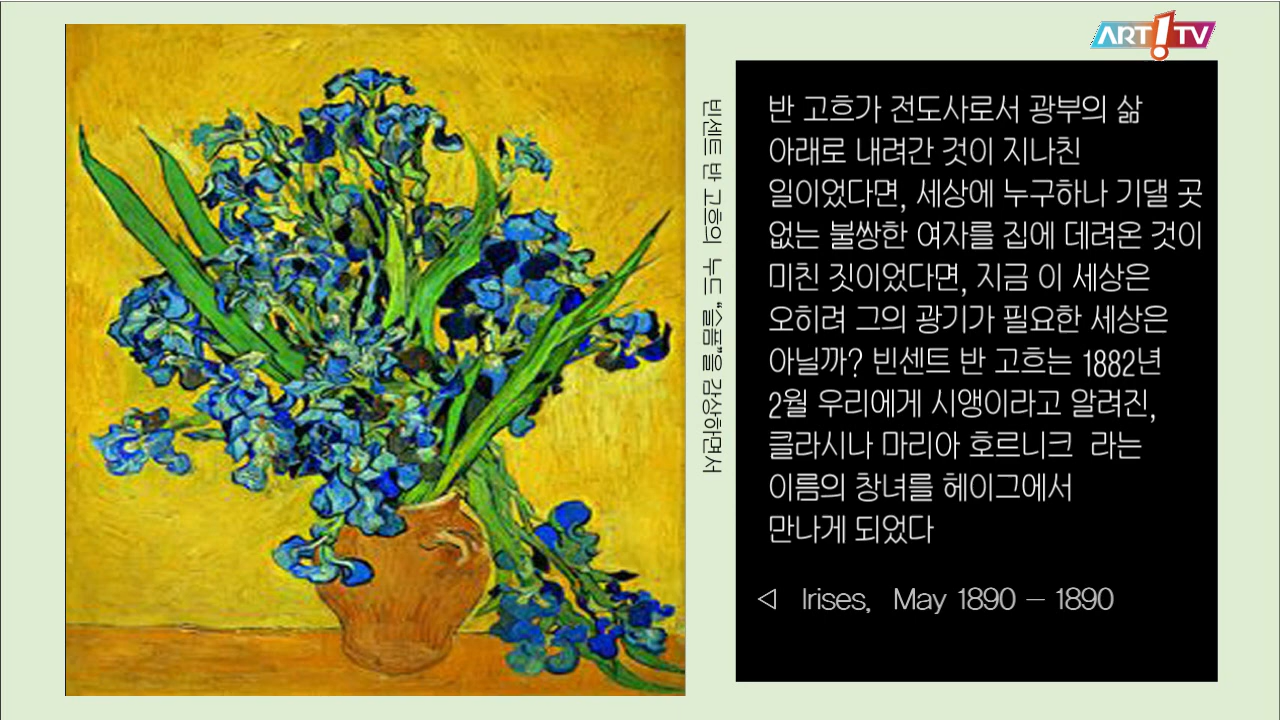 ART!TV
빈센트 반 고흐의 누드 “슬픔”을 감상하면서
반 고흐가 전도사로서 광부의 삶
아래로 내려간 것이 지나친
일이었다면, 세상에 누구하나 기댈 곳
없는 불쌍한 여자를 집에 데려온 것이
미친 짓이었다면, 지금 이 세상은
오히려 그의 광기가 필요한 세상은
아닐까? 빈센트 반 고흐는 1882년
2월 우리에게 시앵이라고 알려진,
클라시나 마리아 호르니크 라는
이름의 창녀를 헤이그에서
만나게 되었다
◁ Irises, May 1890 – 1890